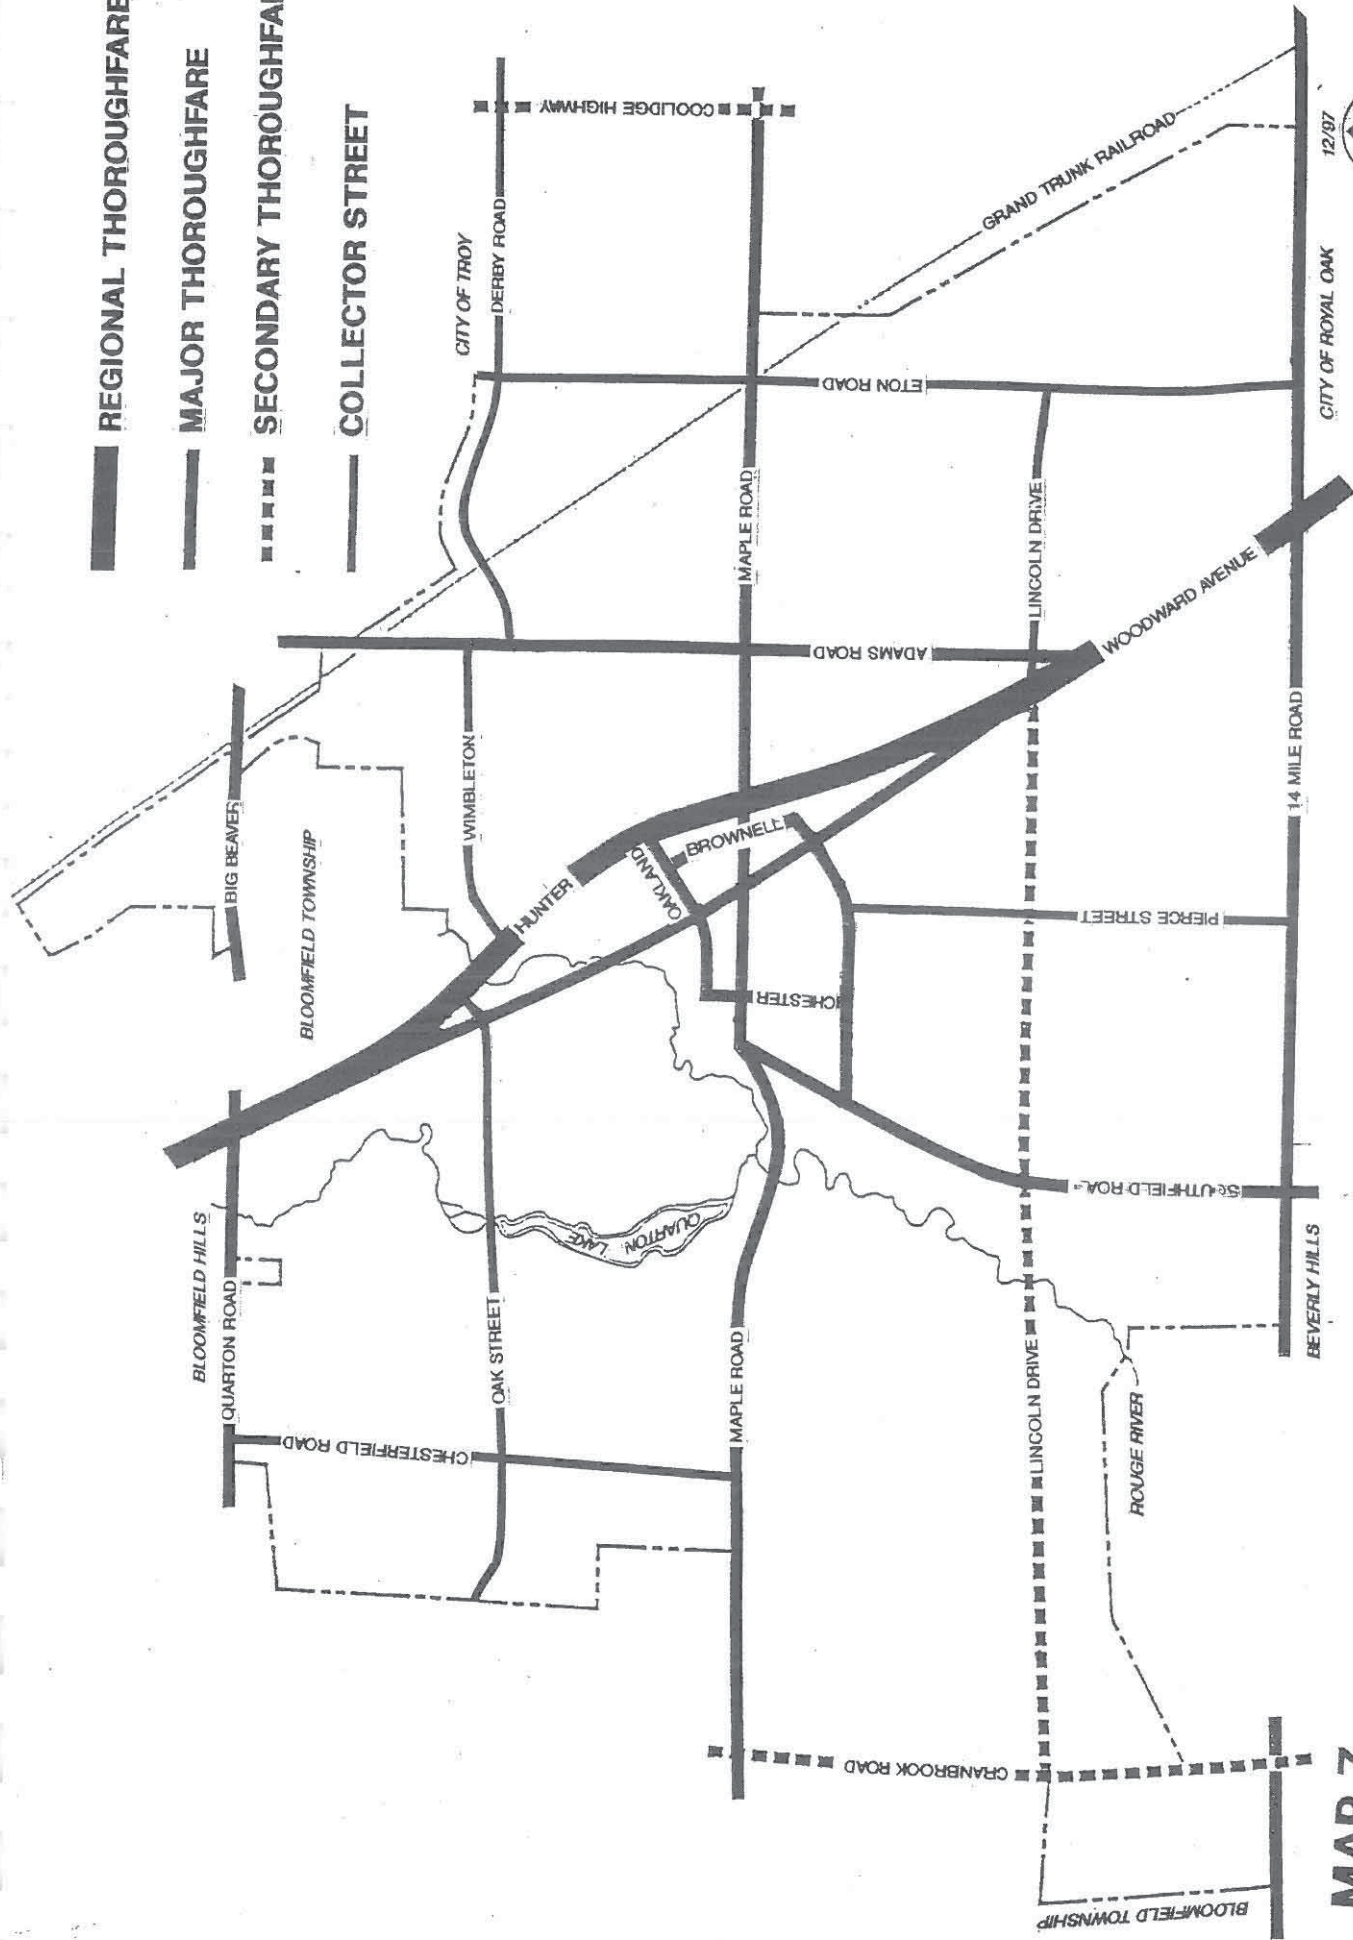 REGIONAL THOROUGHFARE
MAJOR THOROUGHFARE
SECONDARY THOROUGHFA
COLLECTOR STREET
BLOOMFIELD HILLS
QUARTON ROAD
BIG BEAVER
BLOOMFIELD TOWNSHIP
CITY OF TROY
DERBY ROAD
COOLIDGE HIGHWAY
WIMBLETON
HUNTER
CHESTERFIELD ROAD
OAK STREET
QUARTON
LAKE
OAKLAND
BROWNELL
CHESTER
MAPLE ROAD
MAPLE ROAD
ETON ROAD
ADAMS ROAD
GRAND TRUNK RAILROAD
LINCOLN DRIVE
LINCOLN DRIVE
WOODWARD AVENUE
PIERCE STREET
CRANBROOK ROAD
ROUGE RIVER
14 MILE ROAD
BLOOMFIELD TOWNSHIP
BEVERLY HILLS
CITY OF ROYAL OAK
12/97
MAP 7